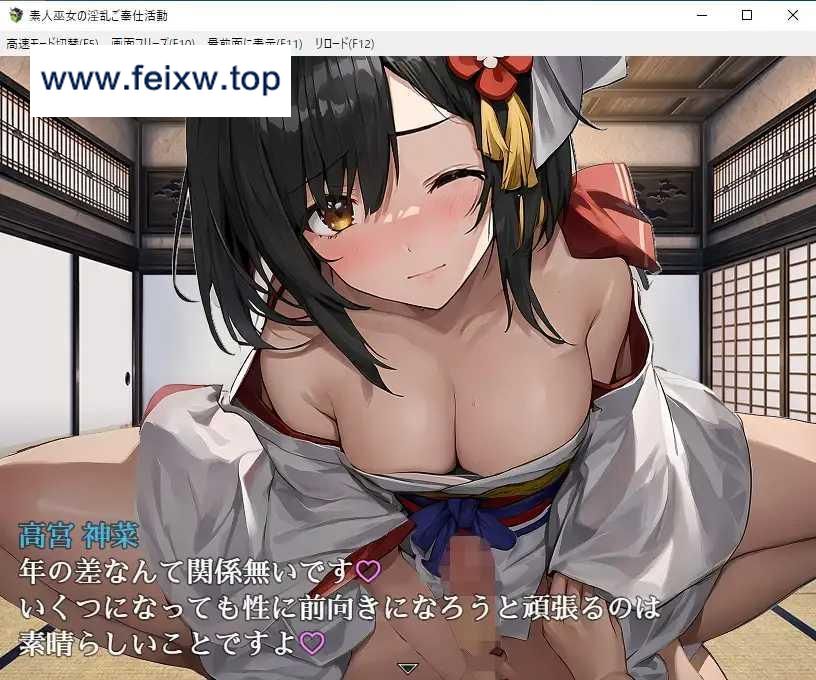 素人巫女の淫乱ご奉仕活動
高速モード切替(F5) 画面フリーズ(F10) 最前面に表示(F11) リロード(F12)
www.feixw.top
高宮 神菜
年の差なんて関係無いです♡
いくつになっても性に前向きになろうと頑張るのは
素晴らしいことですよ♡